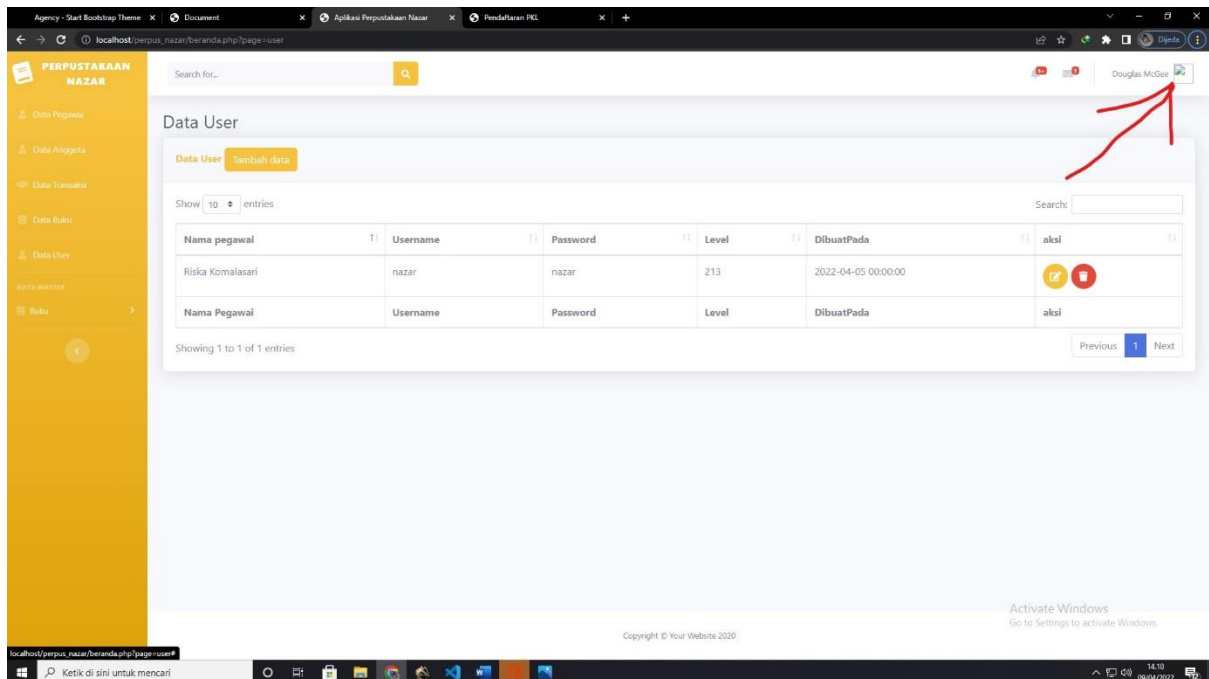 Agency - Start Bootstrap Theme
Document
Aplikasi Perpustakaan Nazar
Pendaftaran PKL
localhost/perpus_nazar/beranda.php?page=user
Dijeda
PERPUSTAKAAN
NAZAR
Search for...
Douglas McGee
Data Pegawai
Data Anggota
Data Transaksi
Data Buku
Data User
DATA MASTER
Buku
Data User
Data User Tambah data
Show 10 entries
Search:
Nama pegawai Username Password Level DibuatPada aksi
Riska Komalasari nazar nazar 213 2022-04-05 00:00:00
Nama Pegawai Username Password Level DibuatPada aksi
Showing 1 to 1 of 1 entries
Previous 1 Next
Activate Windows
Go to Settings to activate Windows.
Copyright © Your Website 2020
localhost/perpus_nazar/beranda.php?page=user#
Ketik di sini untuk mencari
14.10
09/04/2022